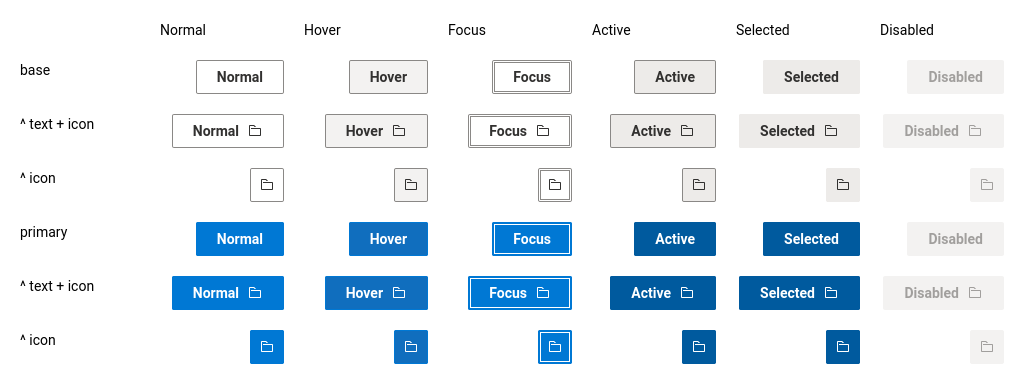 Normal Hover Focus Active Selected Disabled
base Normal Hover Focus Active Selected Disabled
^ text + icon Normal Hover Focus Active Selected Disabled
^ icon
primary Normal Hover Focus Active Selected Disabled
^ text + icon Normal Hover Focus Active Selected Disabled
^ icon